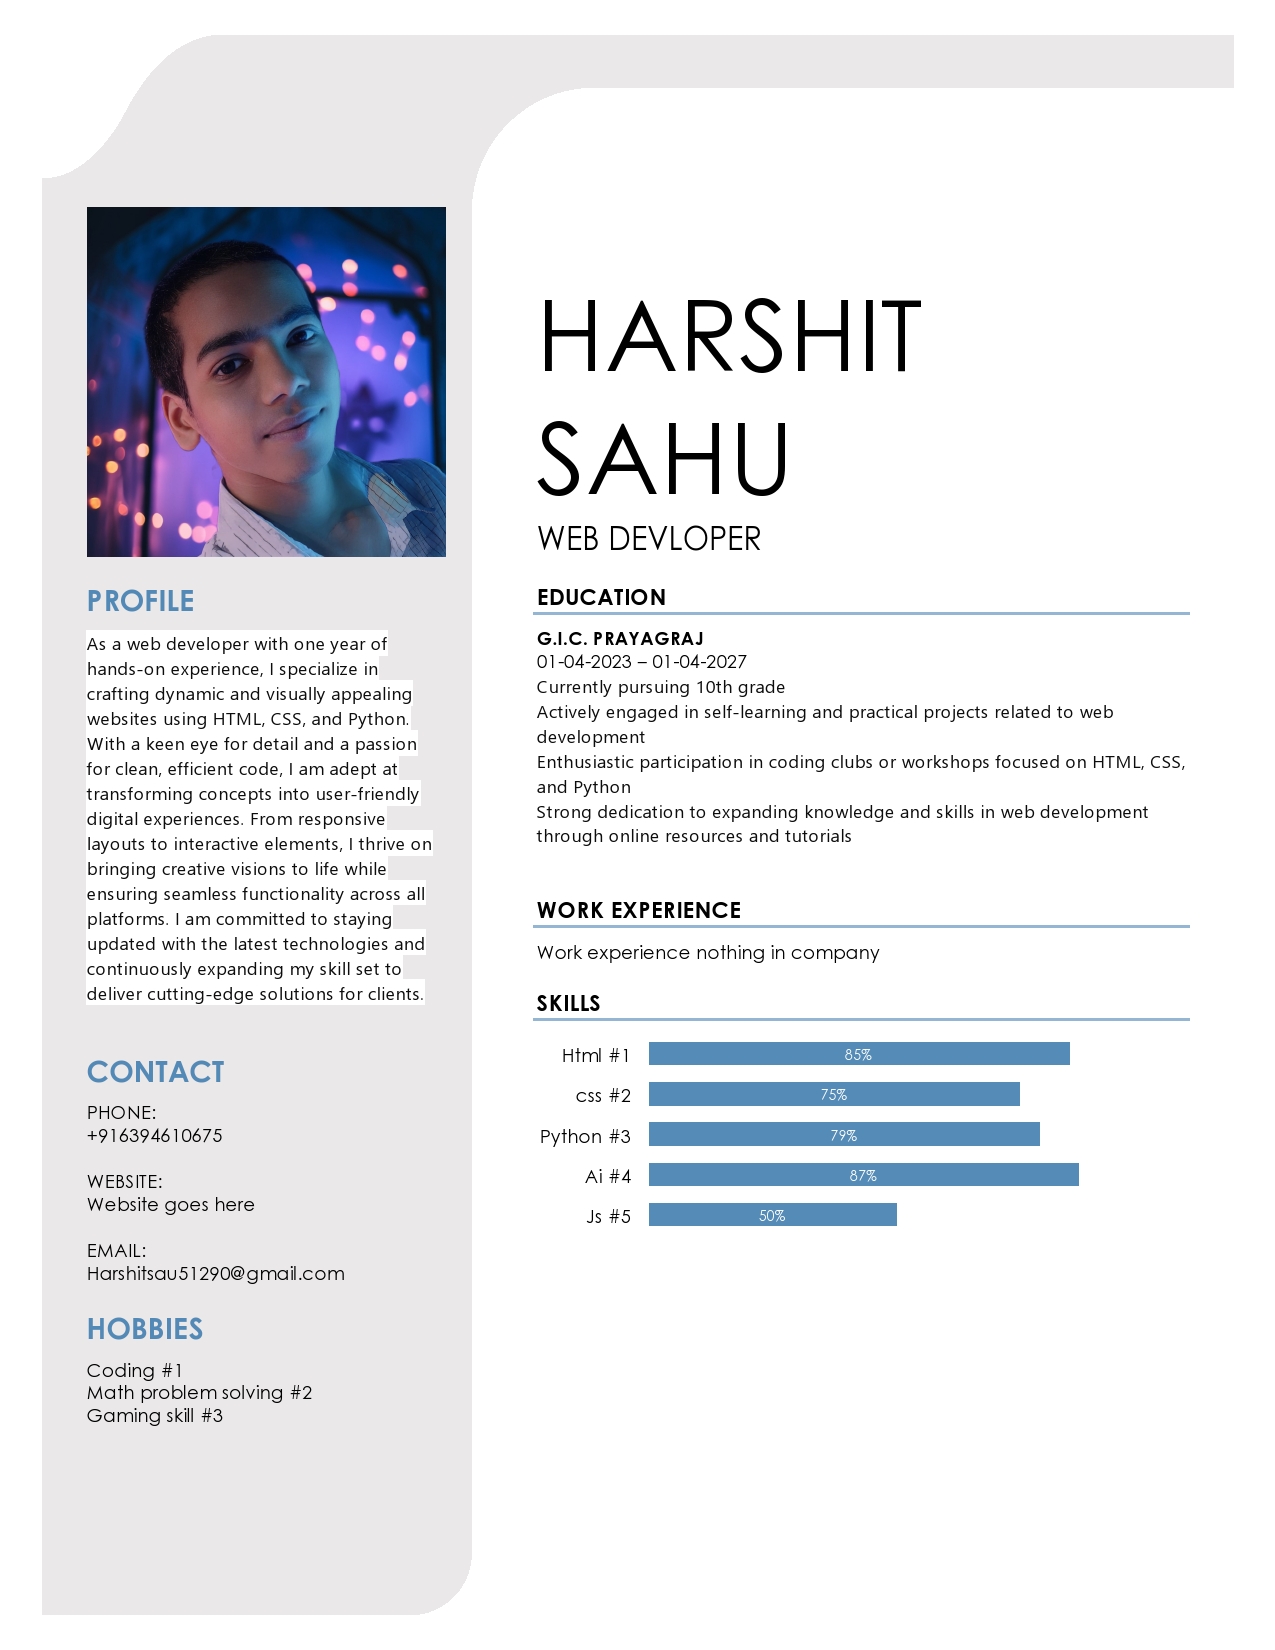 HARSHIT
SAHU
WEB DEVLOPER
PROFILE
As a web developer with one year of
hands-on experience, I specialize in
crafting dynamic and visually appealing
websites using HTML, CSS, and Python.
With a keen eye for detail and a passion
for clean, efficient code, I am adept at
transforming concepts into user-friendly
digital experiences. From responsive
layouts to interactive elements, I thrive on
bringing creative visions to life while
ensuring seamless functionality across all
platforms. I am committed to staying
updated with the latest technologies and
continuously expanding my skill set to
deliver cutting-edge solutions for clients.
CONTACT
PHONE:
+916394610675
WEBSITE:
Website goes here
EMAIL:
Harshitsau51290@gmail.com
HOBBIES
Coding #1
Math problem solving #2
Gaming skill #3
EDUCATION
G.I.C. PRAYAGRAJ
01-04-2023 – 01-04-2027
Currently pursuing 10th grade
Actively engaged in self-learning and practical projects related to web
development
Enthusiastic participation in coding clubs or workshops focused on HTML, CSS,
and Python
Strong dedication to expanding knowledge and skills in web development
through online resources and tutorials
WORK EXPERIENCE
Work experience nothing in company
SKILLS
Html #1 85%
css #2 75%
Python #3 79%
Ai #4 87%
Js #5 50%